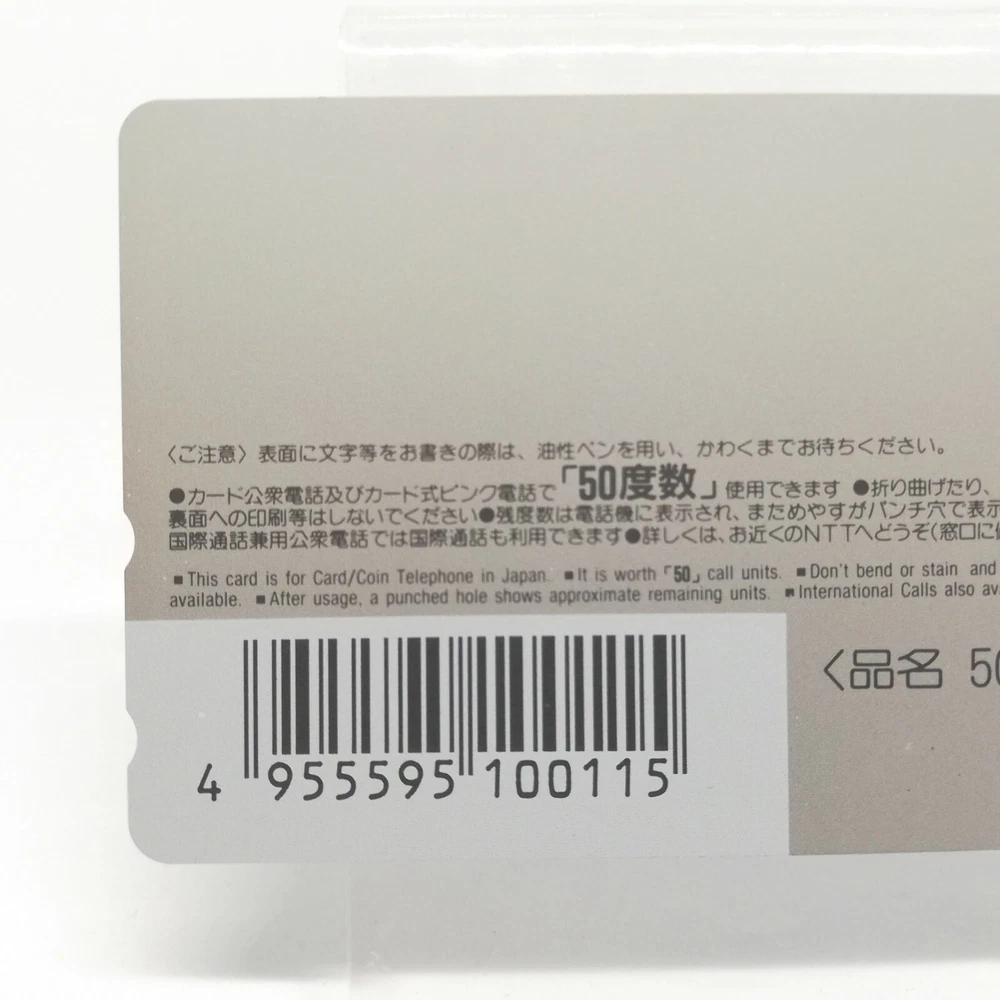 〈ご注意〉表面に文字等をお書きの際は、油性ペンを用い、かわくまでお待ちください。
●カード公衆電話及びカード式ピンク電話で「50度数」使用できます ●折り曲げたり、
裏面への印刷等はしないでください●残度数は電話機に表示され、まためやすがパンチ穴で表示
国際通話兼用公衆電話では国際通話も利用できます●詳しくは、お近くのNTTへどうぞ(窓口に
■This card is for Card/Coin Telephone in Japan. ■It is worth「50」call units. ■Don't bend or stain and
available. ■After usage, a punched hole shows approximate remaining units. ■International Calls also
〈品名 50
4 955595 100115